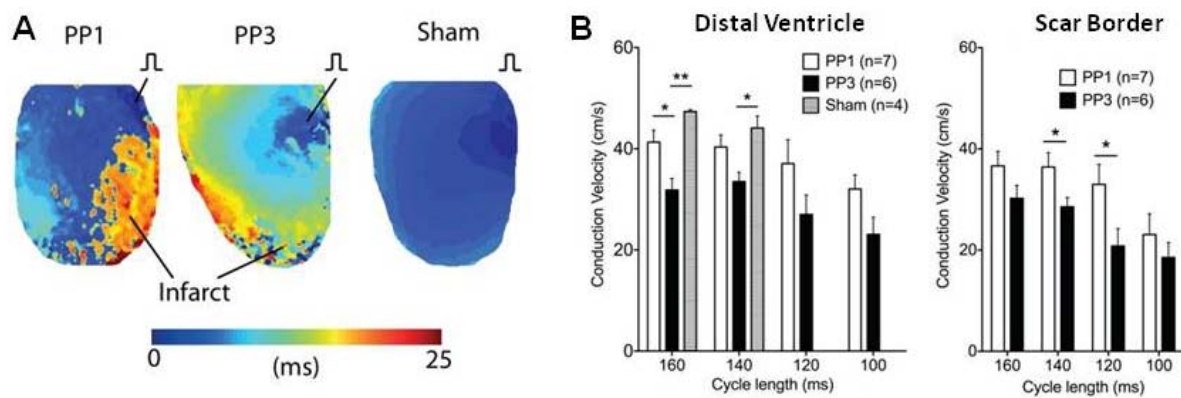 A
PP1
PP3
Sham
Infarct
0
25
(ms)
B
Distal Ventricle
Conduction Velocity (cm/s)
60
40
20
0
PP1 (n=7)
PP3 (n=6)
Sham (n=4)
* ** *
160 140 120 100
Cycle length (ms)
Scar Border
Conduction Velocity (cm/s)
60
40
20
0
PP1 (n=7)
PP3 (n=6)
* *
160 140 120 100
Cycle length (ms)